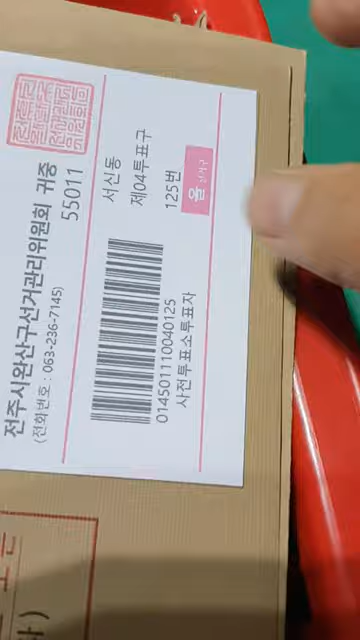 전주시완산구선거관리위원회 귀중
(전화번호 : 063-236-7145)
55011
서신동
제04투표구
125번
014501110040125
사전투표소투표자